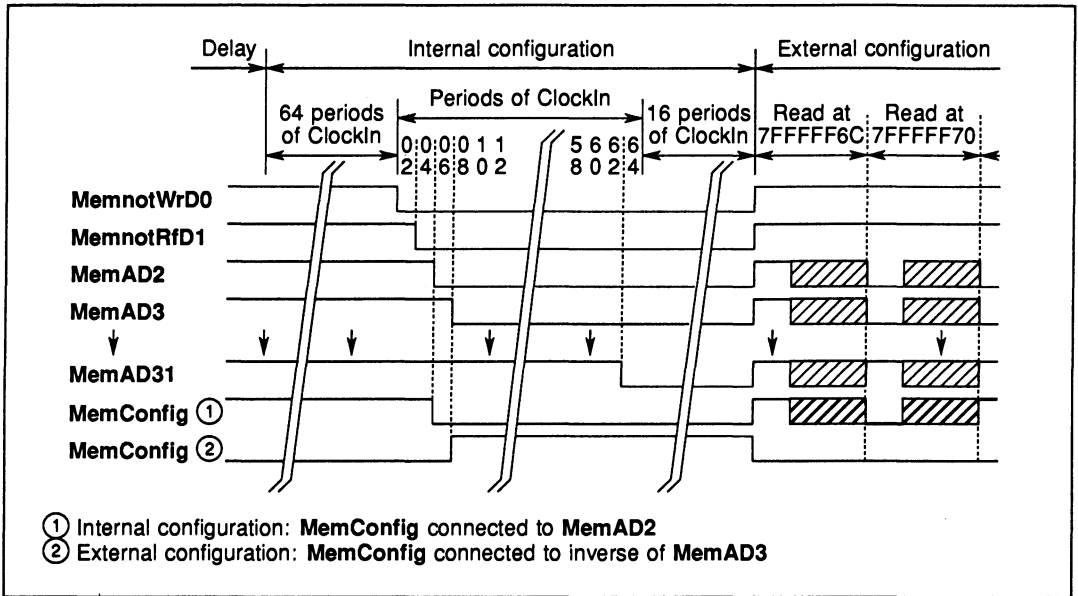 Delay Internal configuration External configuration
Periods of ClockIn
64 periods 16 periods Read at Read at
of ClockIn of ClockIn 7FFFFF6C 7FFFFF70
0 0 0 0 1 1 5 6 6 6
2 4 6 8 0 2 8 0 2 4
MemnotWrD0
MemnotRfD1
MemAD2
MemAD3
MemAD31
MemConfig ①
MemConfig ②
① Internal configuration: MemConfig connected to MemAD2
② External configuration: MemConfig connected to inverse of MemAD3